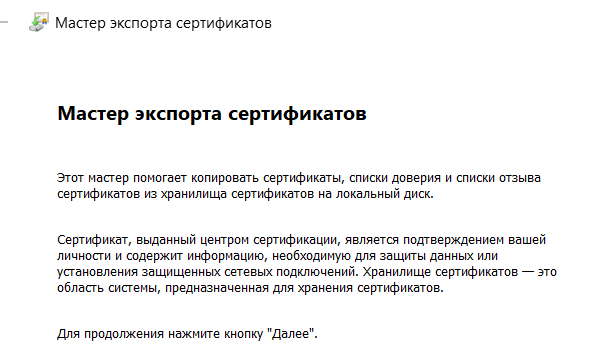 Мастер экспорта сертификатов
Мастер экспорта сертификатов
Этот мастер помогает копировать сертификаты, списки доверия и списки отзыва
сертификатов из хранилища сертификатов на локальный диск.
Сертификат, выданный центром сертификации, является подтверждением вашей
личности и содержит информацию, необходимую для защиты данных или
установления защищенных сетевых подключений. Хранилище сертификатов — это
область системы, предназначенная для хранения сертификатов.
Для продолжения нажмите кнопку "Далее".